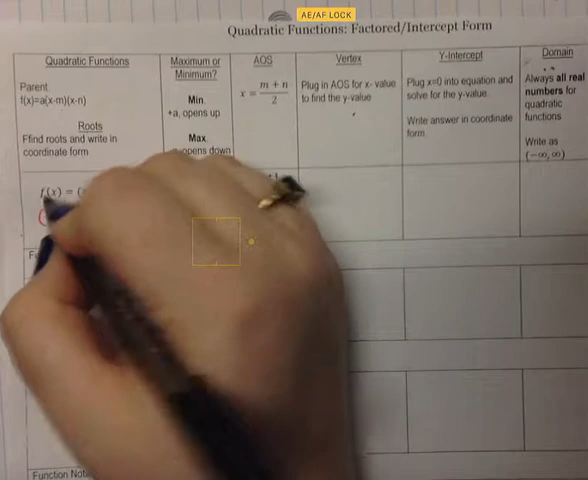 AE/AF LOCK
Quadratic Functions: Factored/Intercept Form
Quadratic Functions
Parent
f(x)=a(x-m)(x-n)
Roots
Ffind roots and write in
coordinate form
Maximum or
Minimum?
Min
+a, opens up
Max
opens down
AOS
x = m + n / 2
Vertex
Plug in AOS for x- value
to find the y-value
Y-Intercept
Plug x=0 into equation and
solve for the y-value.
Write answer in coordinate
form.
Domain
Always all real
numbers for
quadratic
functions
Write as
(−∞,∞)
f(x) = (
Function